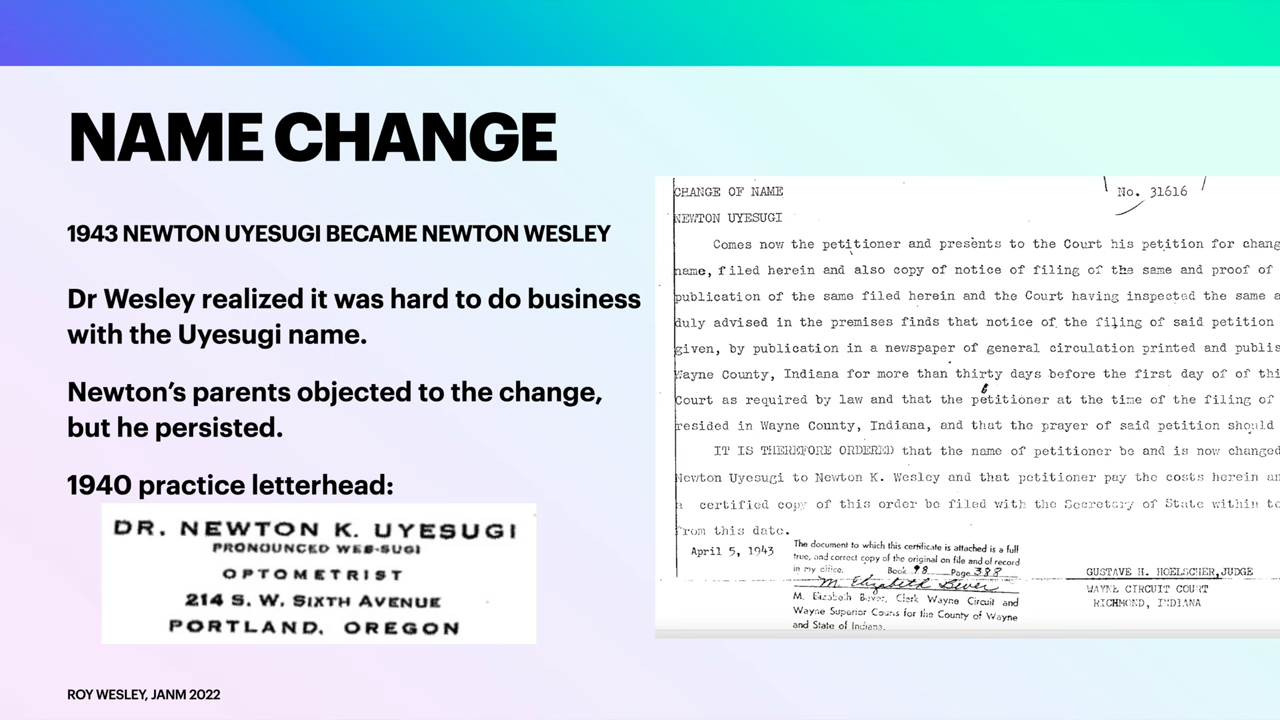 NAME CHANGE
1943 NEWTON UYESUGI BECAME NEWTON WESLEY
Dr Wesley realized it was hard to do business
with the Uyesugi name.
Newton's parents objected to the change,
but he persisted.
1940 practice letterhead:
DR. NEWTON K. UYESUGI
PRONOUNCED WEB-SUGI
OPTOMETRIST
214 S. W. SIXTH AVENUE
PORTLAND, OREGON
ROY WESLEY, JANM 2022
CHANGE OF NAME No. 31616
NEWTON UYESUGI
Comes now the petitioner and presents to the Court his petition for chang
name, filed herein and also copy of notice of filing of the same and proof of
publication of the same filed herein and the Court having inspected the same a
duly advised in the premises finds that notice of the filing of said petition
given, by publication in a newspaper of general circulation printed and publis
Wayne County, Indiana for more than thirty days before the first day of of thi
Court as required by law and that the petitioner at the time of the filing of
resided in Wayne County, Indiana, and that the prayer of said petition should
IT IS THEREFORE ORDERED that the name of petitioner be and is now changed
Newton Uyesugi to Newton K. Wesley and that petitioner pay the costs herein an
a certified copy of this order be filed with the Secretary of State within te
from this date.
April 5, 1943
The document to which this certificate is attached is a full
true, and correct copy of the original on file and of record
in my office. Book 98 Page 388
M. Elizabeth Bever
M. Elizabeth Bever, Clerk Wayne Circuit and
Wayne Superior Courts for the County of Wayne
and State of Indiana.
GUSTAVE H. HOELSCHER, JUDGE
WAYNE CIRCUIT COURT
RICHMOND, INDIANA